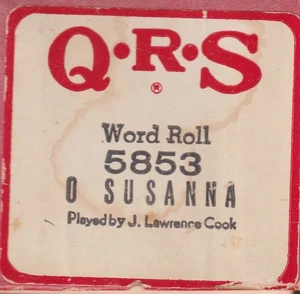 Q·R·S
®
Word Roll
5853
O SUSANNA
Played by J. Lawrence Cook